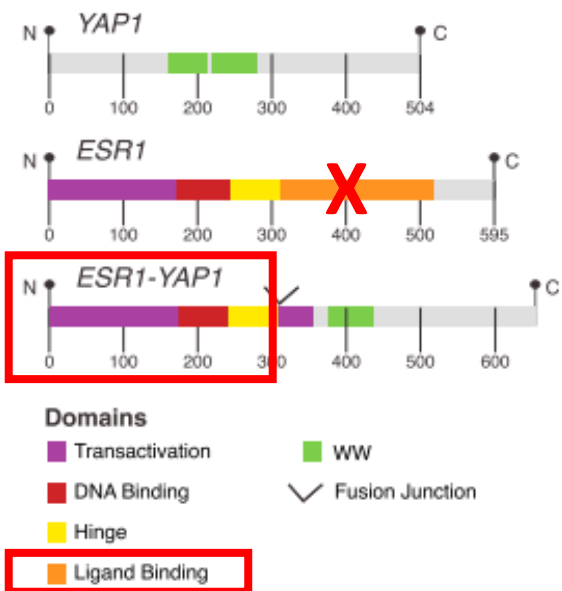 YAP1
N C
0 100 200 300 400 504
ESR1
N X C
0 100 200 300 400 500 595
ESR1-YAP1
N C
0 100 200 300 400 500 600
Domains
Transactivation WW
DNA Binding Fusion Junction
Hinge
Ligand Binding